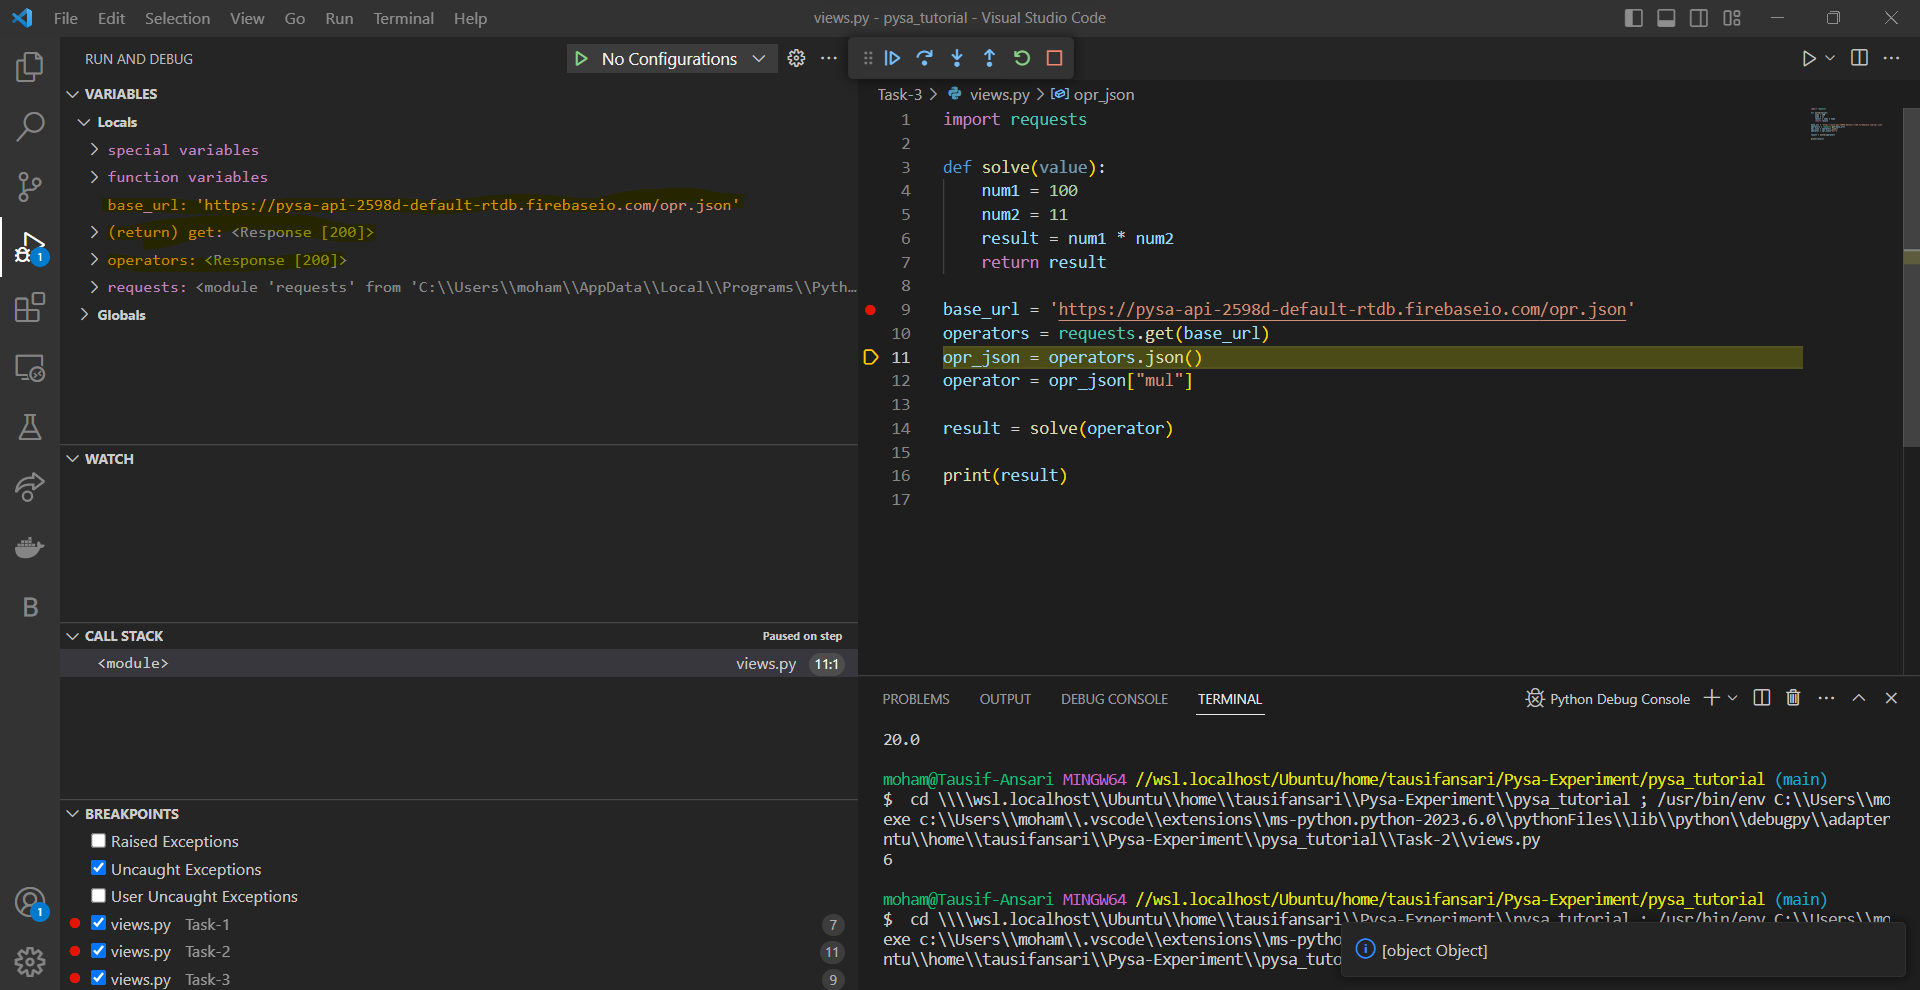 File Edit Selection View Go Run Terminal Help
views.py - pysa_tutorial - Visual Studio Code
RUN AND DEBUG
No Configurations
VARIABLES
Locals
special variables
function variables
base_url: 'https://pysa-api-2598d-default-rtdb.firebaseio.com/opr.json'
(return) get: <Response [200]>
operators: <Response [200]>
requests: <module 'requests' from 'C:\\Users\\moham\\AppData\\Local\\Programs\\Pyth…
Globals
WATCH
CALL STACK
Paused on step
<module>
views.py 11:1
BREAKPOINTS
Raised Exceptions
Uncaught Exceptions
User Uncaught Exceptions
views.py Task-1 7
views.py Task-2 11
views.py Task-3 9
1
B
1
Task-3 > views.py > opr_json
1 import requests
2
3 def solve(value):
4 num1 = 100
5 num2 = 11
6 result = num1 * num2
7 return result
8
9 base_url = 'https://pysa-api-2598d-default-rtdb.firebaseio.com/opr.json'
10 operators = requests.get(base_url)
11 opr_json = operators.json()
12 operator = opr_json["mul"]
13
14 result = solve(operator)
15
16 print(result)
17
PROBLEMS OUTPUT DEBUG CONSOLE TERMINAL
Python Debug Console
20.0
moham@Tausif-Ansari MINGW64 //wsl.localhost/Ubuntu/home/tausifansari/Pysa-Experiment/pysa_tutorial (main)
$ cd \\\\wsl.localhost\\Ubuntu\\home\\tausifansari\\Pysa-Experiment\\pysa_tutorial ; /usr/bin/env C:\\Users\\mo
exe c:\\Users\\moham\\.vscode\\extensions\\ms-python.python-2023.6.0\\pythonFiles\\lib\\python\\debugpy\\adapter
ntu\\home\\tausifansari\\Pysa-Experiment\\pysa_tutorial\\Task-2\\views.py
6
moham@Tausif-Ansari MINGW64 //wsl.localhost/Ubuntu/home/tausifansari/Pysa-Experiment/pysa_tutorial (main)
$ cd \\\\wsl.localhost\\Ubuntu\\home\\tausifansari\\Pysa-Experiment\\pysa_tutorial ; /usr/bin/env C:\\Users\\mo
exe c:\\Users\\moham\\.vscode\\extensions\\ms-pytho
ntu\\home\\tausifansari\\Pysa-Experiment\\pysa_tuto
[object Object]